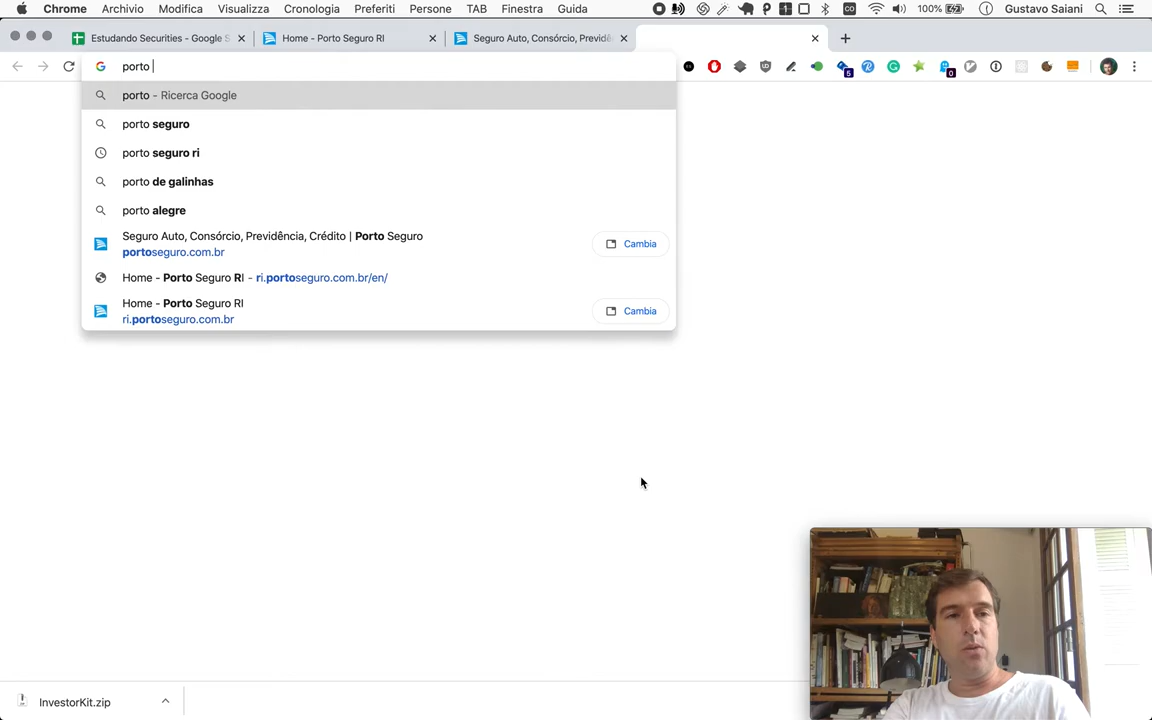 Chrome Archivio Modifica Visualizza Cronologia Preferiti Persone TAB Finestra Guida 100% Gustavo Saiani
Estudando Securities - Google S
Home - Porto Seguro RI
Seguro Auto, Consórcio, Previdê
porto
5
0
porto - Ricerca Google
porto seguro
porto seguro ri
porto de galinhas
porto alegre
Seguro Auto, Consórcio, Previdência, Crédito | Porto Seguro
portoseguro.com.br
Cambia
Home - Porto Seguro RI - ri.portoseguro.com.br/en/
Home - Porto Seguro RI
ri.portoseguro.com.br
Cambia
InvestorKit.zip